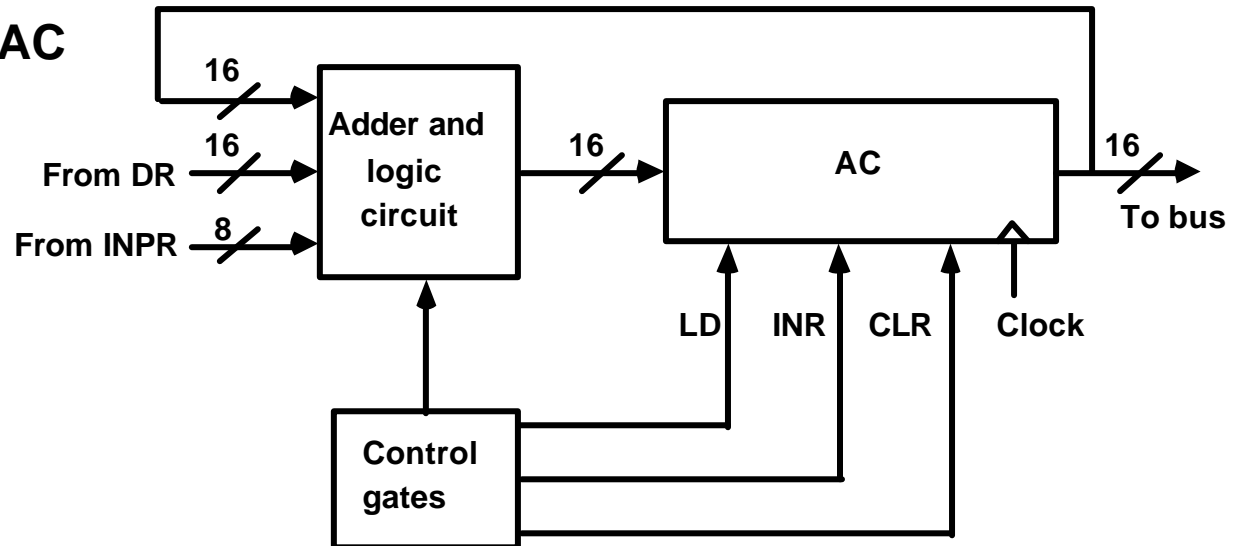 AC
16
Adder and
logic
circuit
16
From DR
8
From INPR
16
AC
16
To bus
LD
INR
CLR
Clock
Control
gates